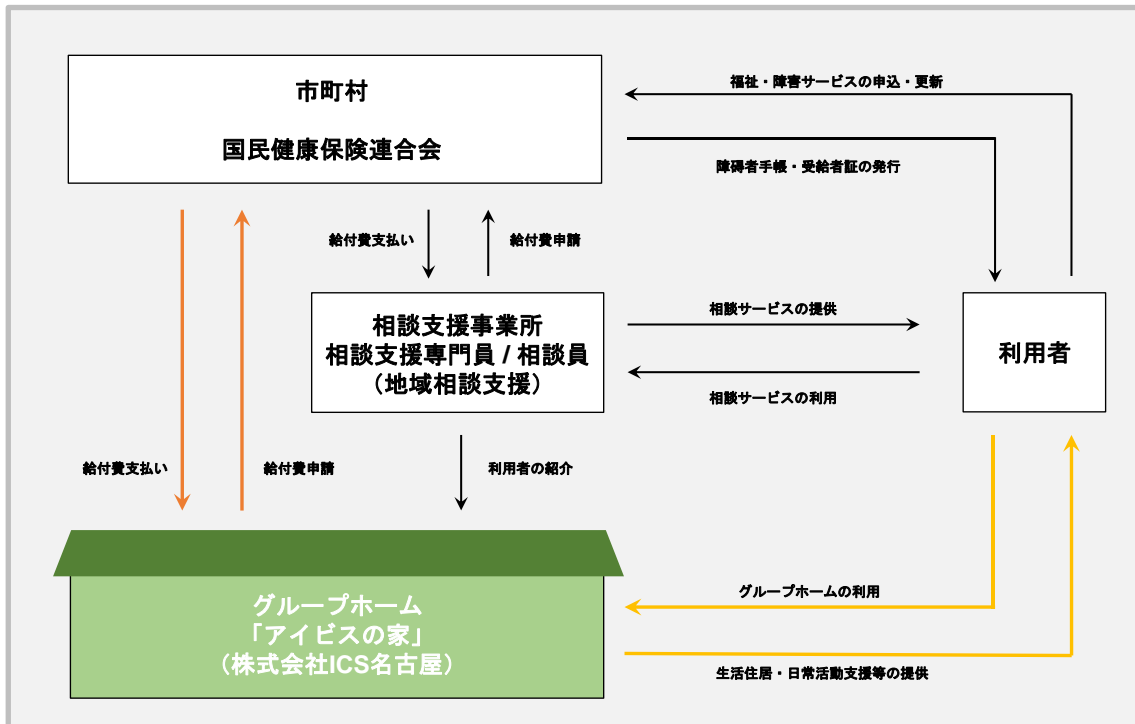 市町村
国民健康保険連合会
福祉・障害サービスの申込・更新
障碍者手帳・受給者証の発行
給付費支払い
給付費申請
相談支援事業所
相談支援専門員 / 相談員
（地域相談支援）
相談サービスの提供
相談サービスの利用
利用者
給付費支払い
給付費申請
利用者の紹介
グループホーム
「アイビスの家」
（株式会社ICS名古屋）
グループホームの利用
生活住居・日常活動支援等の提供